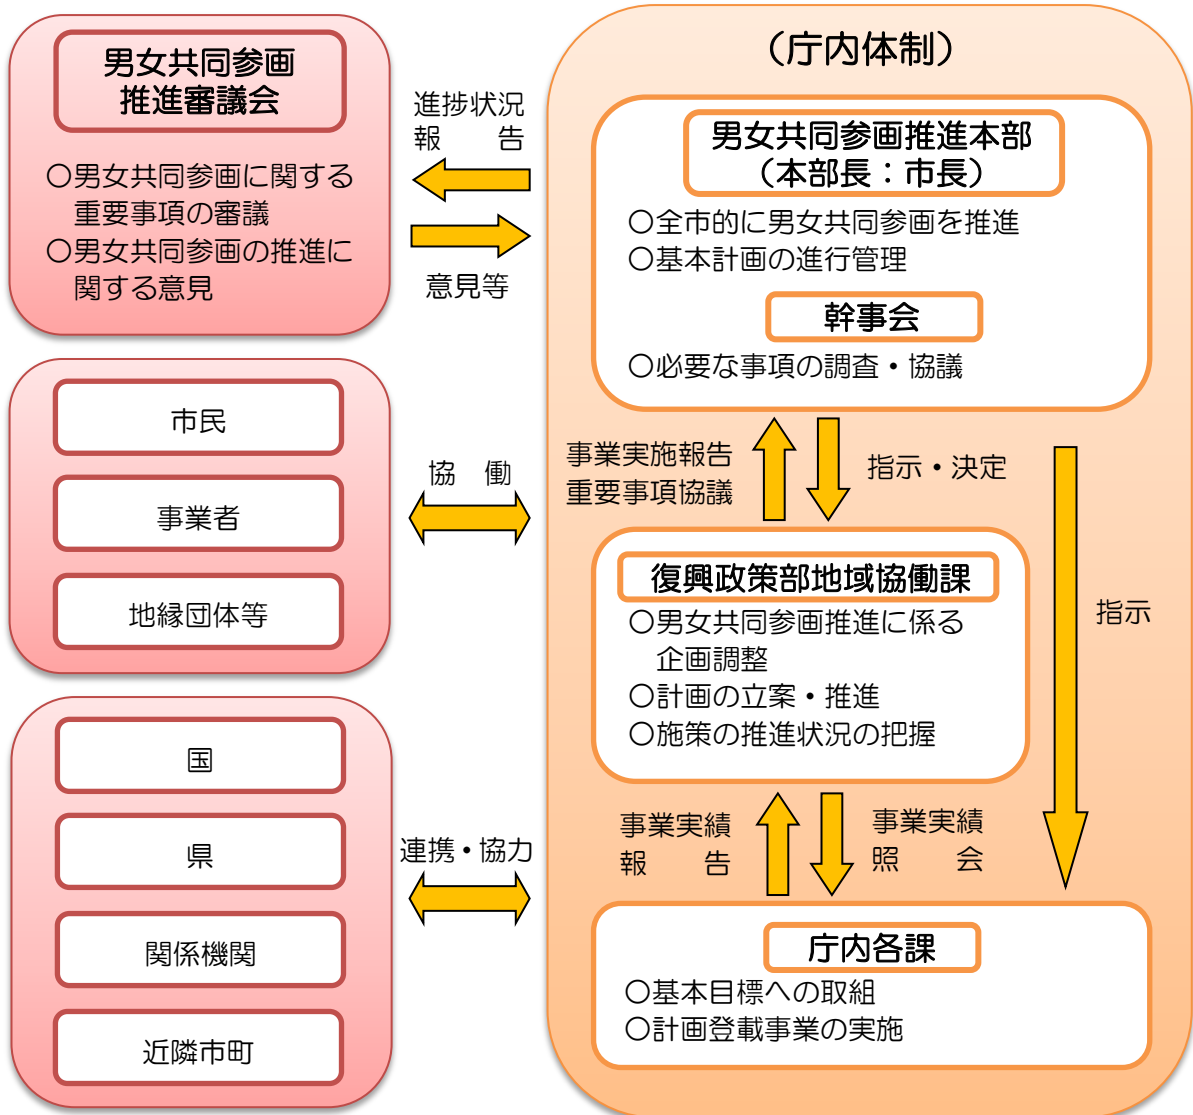 男女共同参画
推進審議会
○男女共同参画に関する
重要事項の審議
○男女共同参画の推進に
関する意見
進捗状況
報　　告
意見等
市民
事業者
地縁団体等
協　働
国
県
関係機関
近隣市町
連携・協力
（庁内体制）
男女共同参画推進本部
（本部長：市長）
○全市的に男女共同参画を推進
○基本計画の進行管理
幹事会
○必要な事項の調査・協議
事業実施報告
重要事項協議
指示・決定
復興政策部地域協働課
○男女共同参画推進に係る
企画調整
○計画の立案・推進
○施策の推進状況の把握
指示
事業実績
報　　告
事業実績
照　　会
庁内各課
○基本目標への取組
○計画登載事業の実施